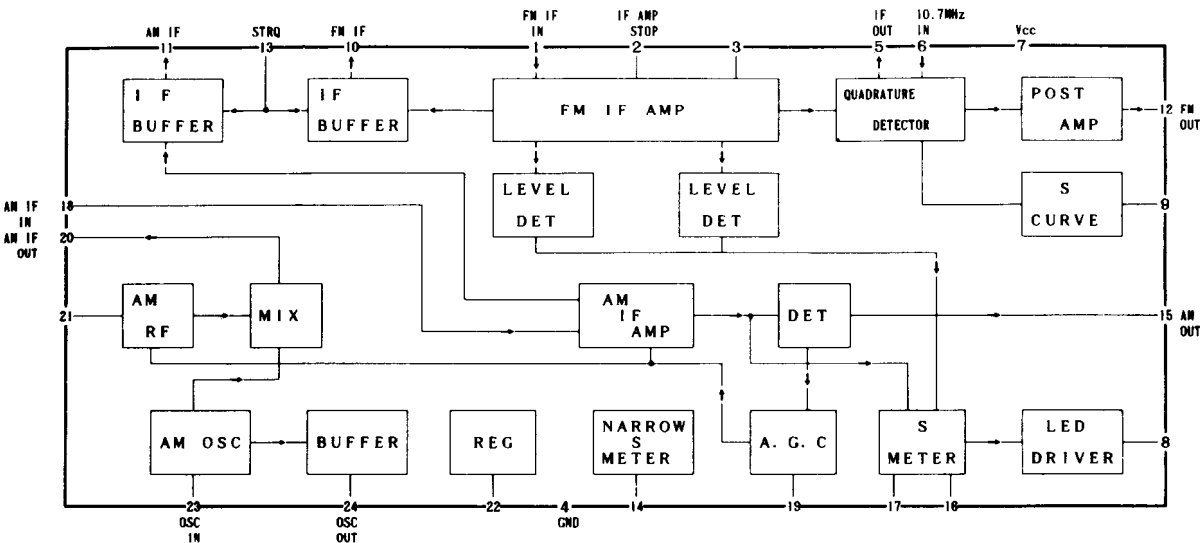 AM IF
11
STRQ
13
FM IF
10
FM IF
IN
1
IF AMP
STOP
2
3
IF
OUT
5
10.7MHz
IN
6
Vcc
7
I F
BUFFER
IF
BUFFER
FM IF AMP
QUADRATURE
DETECTOR
POST
AMP
12 FM
OUT
LEVEL
DET
LEVEL
DET
S
CURVE
9
AM IF
IN
18
AM IF
OUT
20
21
AM
RF
MIX
AM
IF
AMP
DET
15 AM
OUT
AM OSC
BUFFER
REG
NARROW
S
METER
A. G. C
S
METER
LED
DRIVER
8
23
OSC
IN
24
OSC
OUT
22
4
GND
14
19
17
16